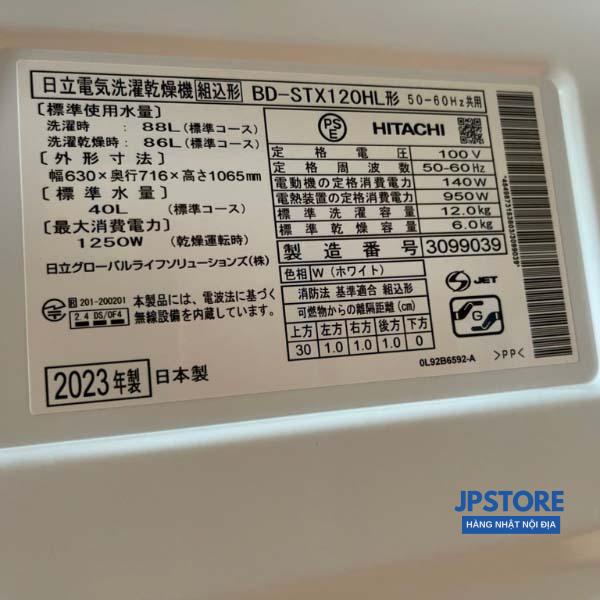 日立電気洗濯乾燥機 組込形 BD-STX120HL形 50-60Hz共用
〔標準使用水量〕
洗濯時 : 88L(標準コース)
洗濯乾燥時 : 86L(標準コース)
〔外形寸法〕
幅630×奥行716×高さ1065mm
〔標準水量〕
40L (標準コース)
〔最大消費電力〕
1250W (乾燥運転時)
日立グローバルライフソリューションズ(株)
201-200201
2.4 DS/OF4
本製品には、電波法に基づく
無線設備を内蔵しています。
2023年製 日本製
PSE HITACHI
定格電圧 100V
定格周波数 50-60Hz
電動機の定格消費電力 140W
電熱装置の定格消費電力 950W
標準洗濯容量 12.0kg
標準乾燥容量 6.0kg
製造番号 3099039
色相 W (ホワイト)
消防法 基準適合 組込形
可燃物からの離隔距離(cm)
上方 左方 右方 後方 下方
30 1.0 1.0 1.0 0
S JET
G
0L92B6592-A >PP<
JPSTORE
HÀNG NHẬT NỘI ĐỊA